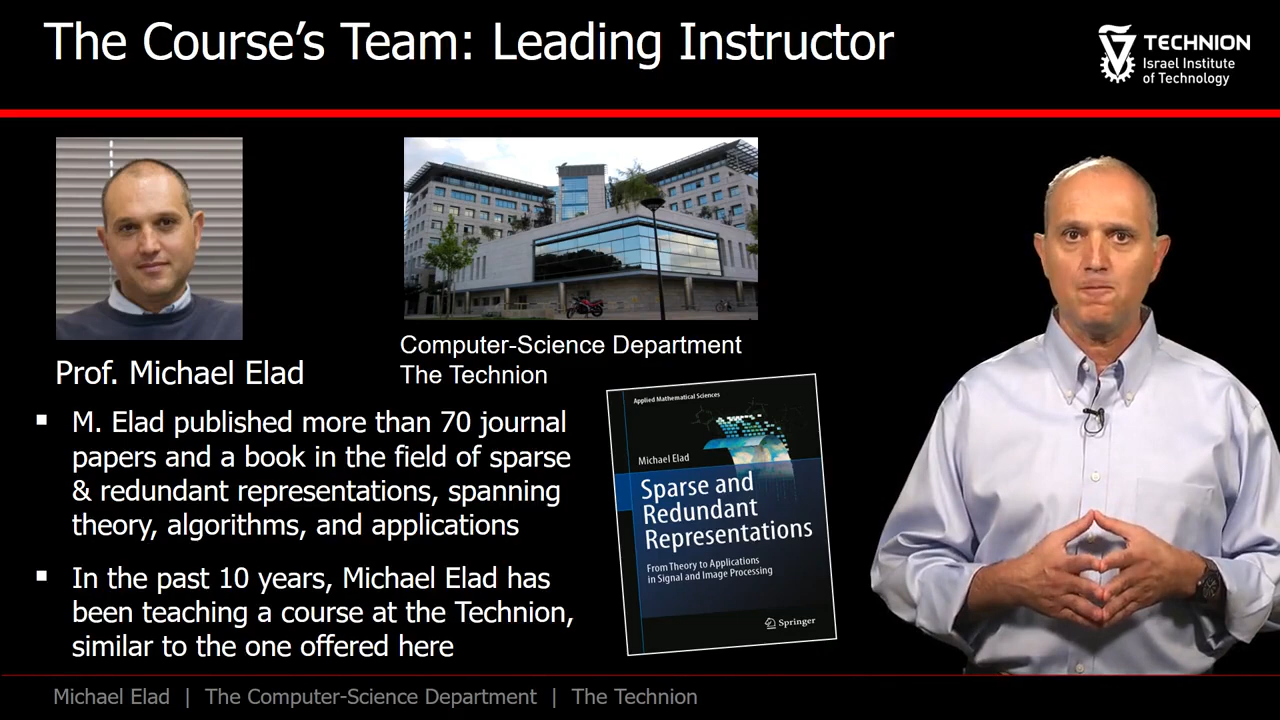 The Course's Team: Leading Instructor
TECHNION
Israel Institute
of Technology
Prof. Michael Elad
Computer-Science Department
The Technion
▪ M. Elad published more than 70 journal
papers and a book in the field of sparse
& redundant representations, spanning
theory, algorithms, and applications
▪ In the past 10 years, Michael Elad has
been teaching a course at the Technion,
similar to the one offered here
Applied Mathematical Sciences
Michael Elad
Sparse and
Redundant
Representations
From Theory to Applications
in Signal and Image Processing
Springer
Michael Elad | The Computer-Science Department | The Technion